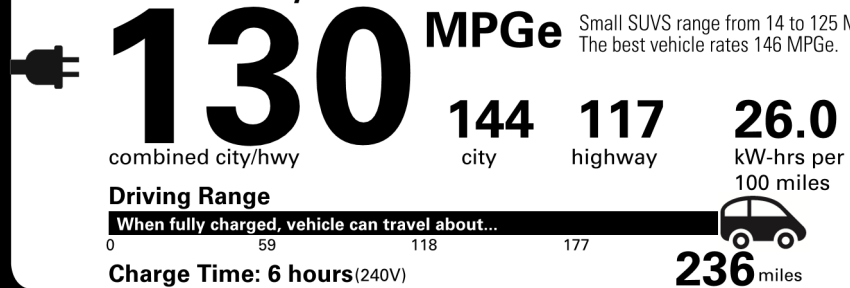 130 MPGe
Small SUVS range from 14 to 125
The best vehicle rates 146 MPGe.
combined city/hwy
144
city
117
highway
26.0
kW-hrs per
100 miles
Driving Range
When fully charged, vehicle can travel about...
0 59 118 177
236 miles
Charge Time: 6 hours (240V)